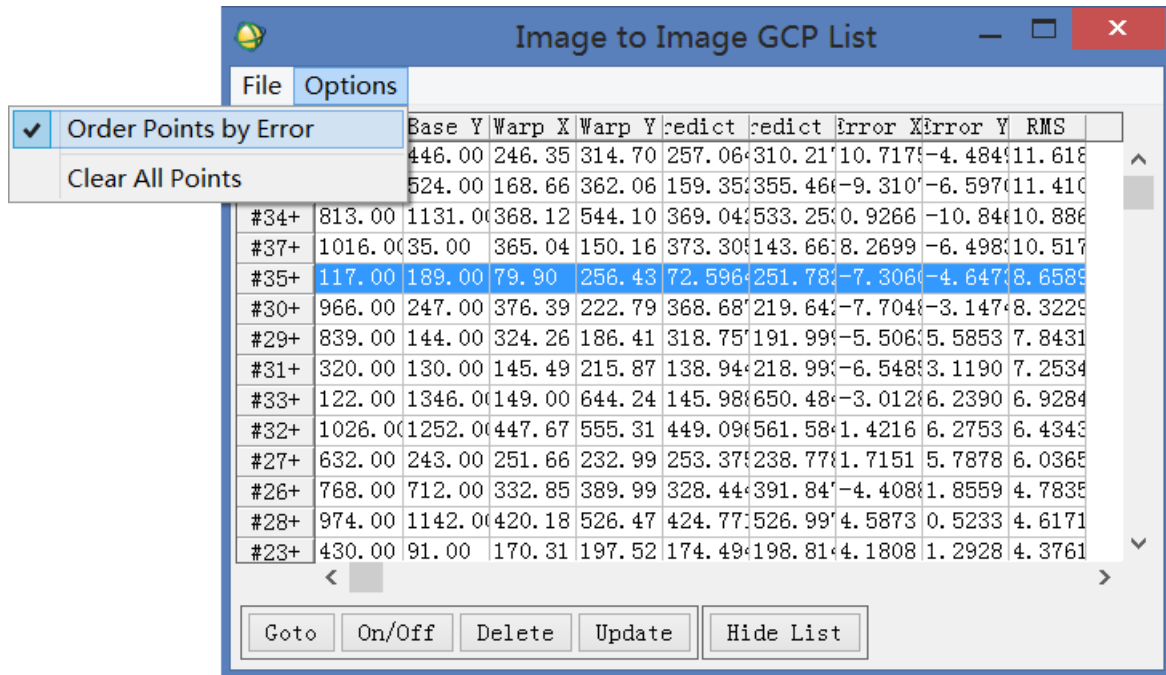 Image to Image GCP List
File Options
Order Points by Error
Clear All Points
Base Y Warp X Warp Y redict redict Error X Error Y RMS
446.00 246.35 314.70 257.06 310.21 10.717 -4.484 11.618
524.00 168.66 362.06 159.35 355.46 -9.310 -6.597 11.410
#34+ 813.00 1131.0 368.12 544.10 369.04 533.25 0.9266 -10.84 10.886
#37+ 1016.0 35.00 365.04 150.16 373.30 143.66 8.2699 -6.498 10.517
#35+ 117.00 189.00 79.90 256.43 72.596 251.78 -7.306 -4.647 8.6589
#30+ 966.00 247.00 376.39 222.79 368.68 219.64 -7.704 -3.147 8.3229
#29+ 839.00 144.00 324.26 186.41 318.75 191.99 -5.506 5.5853 7.8431
#31+ 320.00 130.00 145.49 215.87 138.94 218.99 -6.548 3.1190 7.2534
#33+ 122.00 1346.0 149.00 644.24 145.98 650.48 -3.012 6.2390 6.9284
#32+ 1026.0 1252.0 447.67 555.31 449.09 561.58 1.4216 6.2753 6.4343
#27+ 632.00 243.00 251.66 232.99 253.37 238.77 1.7151 5.7878 6.0365
#26+ 768.00 712.00 332.85 389.99 328.44 391.84 -4.408 1.8559 4.7835
#28+ 974.00 1142.0 420.18 526.47 424.77 526.99 4.5873 0.5233 4.6171
#23+ 430.00 91.00 170.31 197.52 174.49 198.81 4.1808 1.2928 4.3761
Goto On/Off Delete Update Hide List